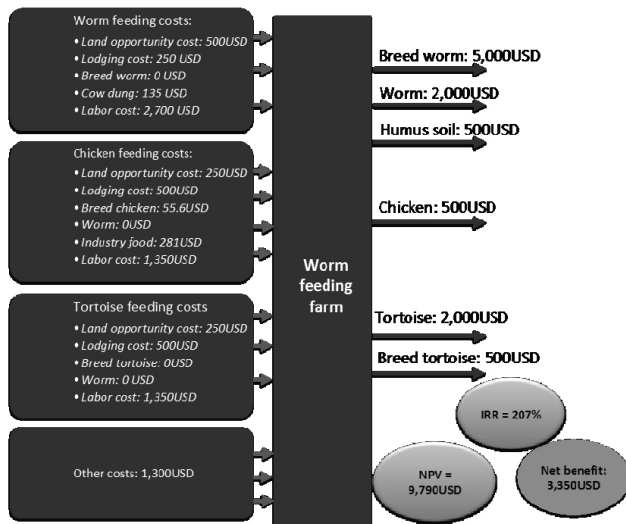 Worm feeding costs:
• Land opportunity cost: 500USD
• Lodging cost: 250 USD
• Breed worm: 0 USD
• Cow dung: 135 USD
• Labor cost: 2,700 USD
Chicken feeding costs:
• Land opportunity cost: 250USD
• Lodging cost: 500USD
• Breed chicken: 55.6USD
• Worm: 0USD
• Industry food: 281USD
• Labor cost: 1,350USD
Tortoise feeding costs
• Land opportunity cost: 250USD
• Lodging cost: 500USD
• Breed tortoise: 0USD
• Worm: 0 USD
• Labor cost: 1,350USD
Other costs: 1,300USD
Worm
feeding
farm
Breed worm: 5,000USD
Worm: 2,000USD
Humus soil: 500USD
Chicken: 500USD
Tortoise: 2,000USD
Breed tortoise: 500USD
IRR = 207%
NPV =
9,790USD
Net benefit:
3,350USD